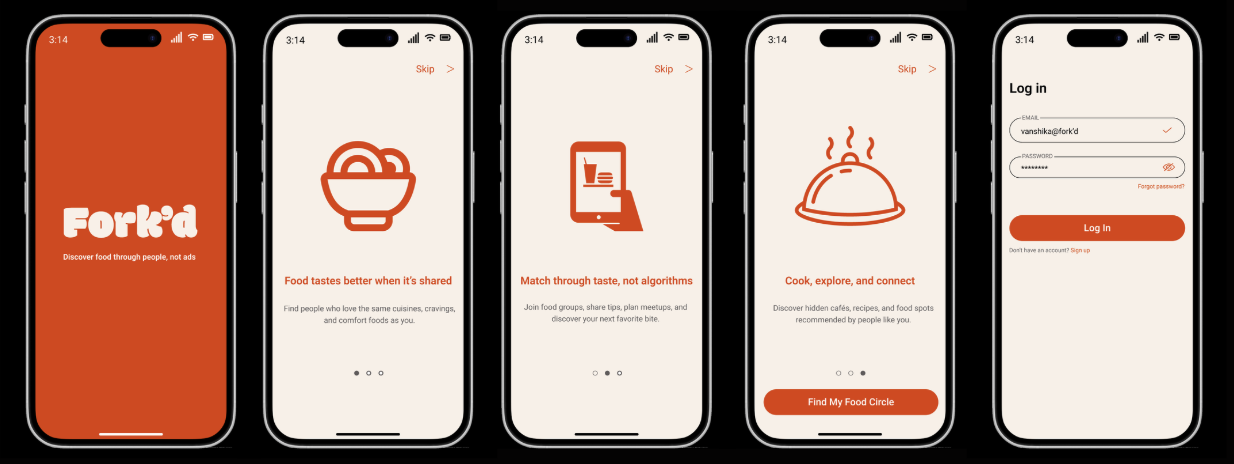 3:14
Fork'd
Discover food through people, not ads
3:14
Skip >
Food tastes better when it's shared
Find people who love the same cuisines, cravings,
and comfort foods as you.
3:14
Skip >
Match through taste, not algorithms
Join food groups, share tips, plan meetups, and
discover your next favorite bite.
3:14
Skip >
Cook, explore, and connect
Discover hidden cafés, recipes, and food spots
recommended by people like you.
Find My Food Circle
3:14
Log in
EMAIL
vanshika@fork'd
PASSWORD
********
Forgot password?
Log In
Don't have an account? Sign up